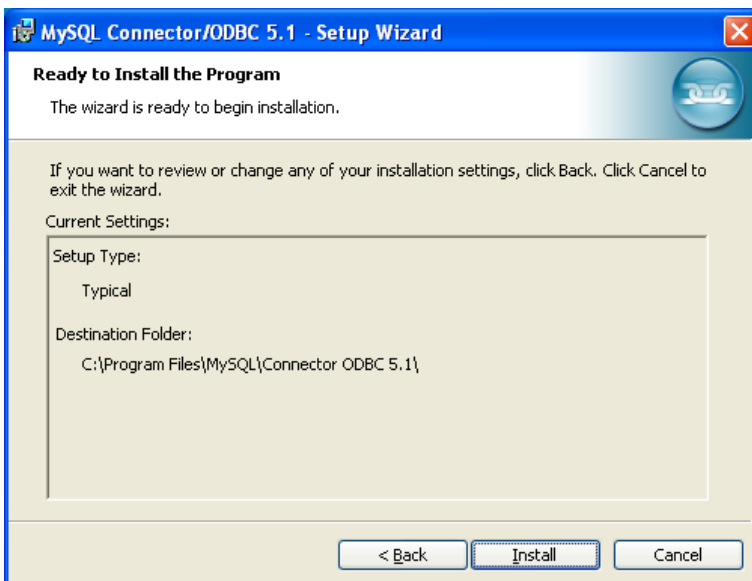 MySQL Connector/ODBC 5.1 - Setup Wizard
Ready to Install the Program
The wizard is ready to begin installation.
If you want to review or change any of your installation settings, click Back. Click Cancel to
exit the wizard.
Current Settings:
Setup Type:
Typical
Destination Folder:
C:\Program Files\MySQL\Connector ODBC 5.1\
< Back
Install
Cancel